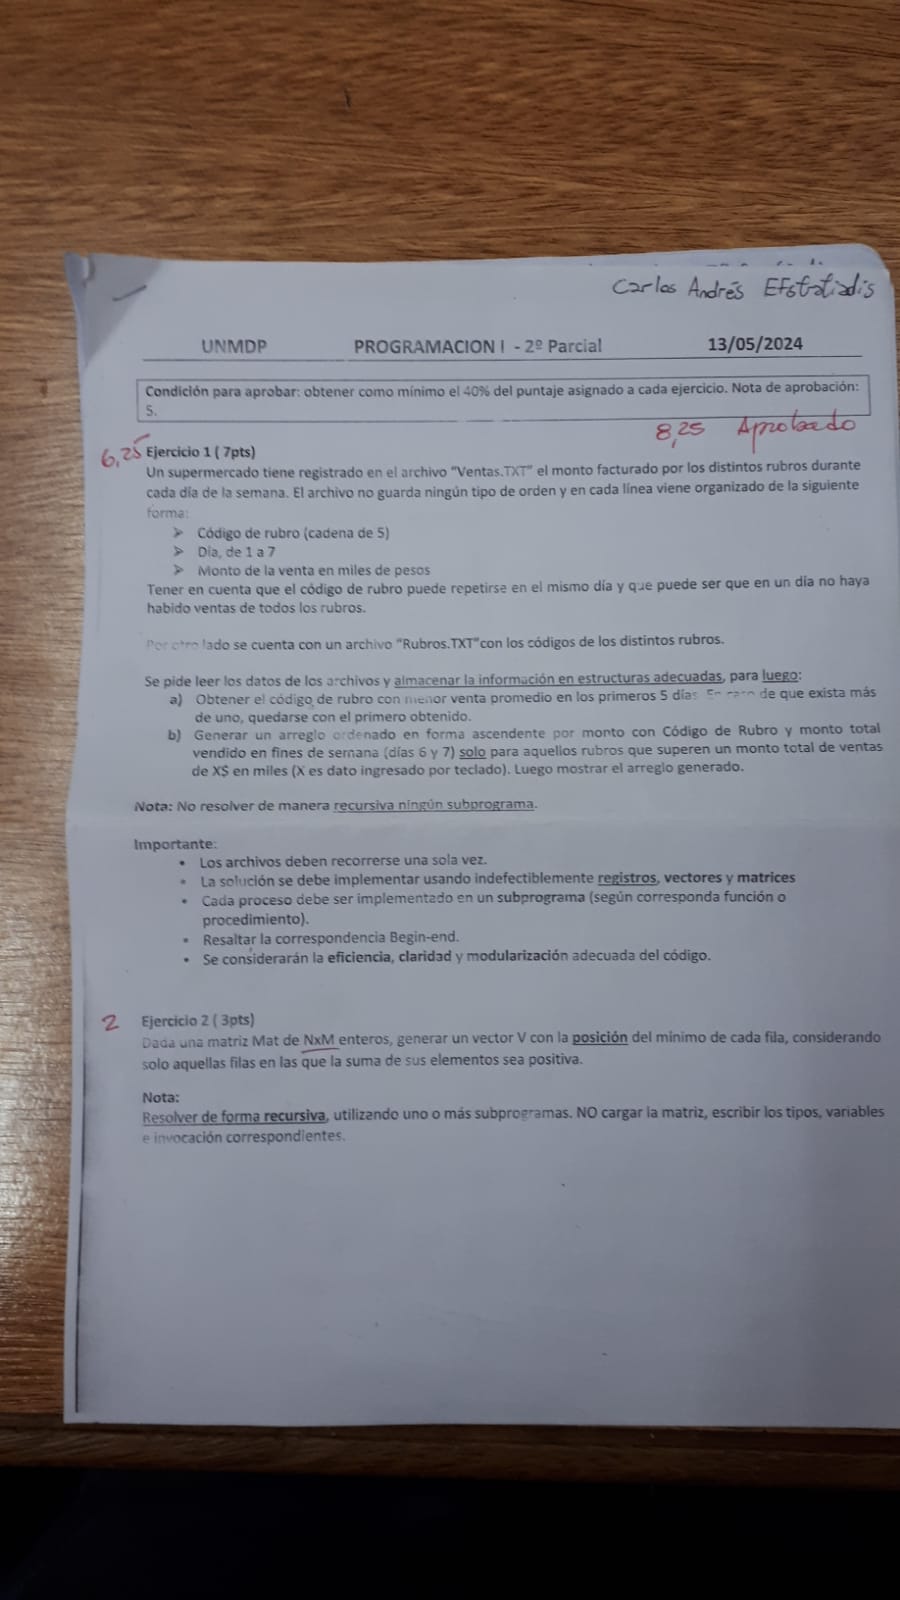 Carlos Andrés Efstratiadis
UNMDP PROGRAMACION I - 2º Parcial 13/05/2024
Condición para aprobar: obtener como mínimo el 40% del puntaje asignado a cada ejercicio. Nota de aprobación:
5.
8,25 Aprobado
6,25 Ejercicio 1 ( 7pts)
Un supermercado tiene registrado en el archivo "Ventas.TXT" el monto facturado por los distintos rubros durante
cada día de la semana. El archivo no guarda ningún tipo de orden y en cada línea viene organizado de la siguiente
forma:
➢ Código de rubro (cadena de 5)
➢ Día, de 1 a 7
➢ Monto de la venta en miles de pesos
Tener en cuenta que el código de rubro puede repetirse en el mismo día y que puede ser que en un día no haya
habido ventas de todos los rubros.
Por otro lado se cuenta con un archivo "Rubros.TXT"con los códigos de los distintos rubros.
Se pide leer los datos de los archivos y almacenar la información en estructuras adecuadas, para luego:
a) Obtener el código de rubro con menor venta promedio en los primeros 5 días. En caso de que exista más
de uno, quedarse con el primero obtenido.
b) Generar un arreglo ordenado en forma ascendente por monto con Código de Rubro y monto total
vendido en fines de semana (días 6 y 7) solo para aquellos rubros que superen un monto total de ventas
de X$ en miles (X es dato ingresado por teclado). Luego mostrar el arreglo generado.
Nota: No resolver de manera recursiva ningún subprograma.
Importante:
• Los archivos deben recorrerse una sola vez.
• La solución se debe implementar usando indefectiblemente registros, vectores y matrices
• Cada proceso debe ser implementado en un subprograma (según corresponda función o
procedimiento).
• Resaltar la correspondencia Begin-end.
• Se considerarán la eficiencia, claridad y modularización adecuada del código.
2 Ejercicio 2 ( 3pts)
Dada una matriz Mat de NxM enteros, generar un vector V con la posición del mínimo de cada fila, considerando
solo aquellas filas en las que la suma de sus elementos sea positiva.
Nota:
Resolver de forma recursiva, utilizando uno o más subprogramas. NO cargar la matriz, escribir los tipos, variables
e invocación correspondientes.